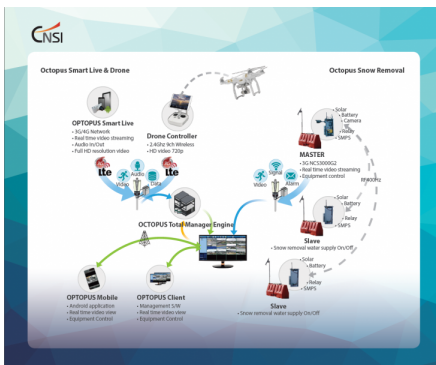 CNSI
Octopus Smart Live & Drone
Octopus Snow Removal
OPTOPUS Smart Live
• 3G/4G Network
• Real time video streaming
• Audio In/Out
• Full HD resolution video
Drone Controller
• 2.4Ghz 9ch Wireless
• HD video 720p
• Solar
• Battery
• Camera
• Relay
• SMPS
MASTER
• 3G NCS5000G2
• Real time video streaming
• Equipment control
lte
Audio
lte
Video
Data
Signal
Video
Alarm
OCTOPUS Total Manager Engine
• Solar
• Battery
• Relay
• SMPS
Slave
• Snow removal water supply On/Off
• Solar
• Battery
• Relay
• SMPS
Slave
• Snow removal water supply On/Off
OPTOPUS Mobile
• Android application
• Real time video view
• Equipment Control
OPTOPUS Client
• Management S/W
• Real time video view
• Equipment Control